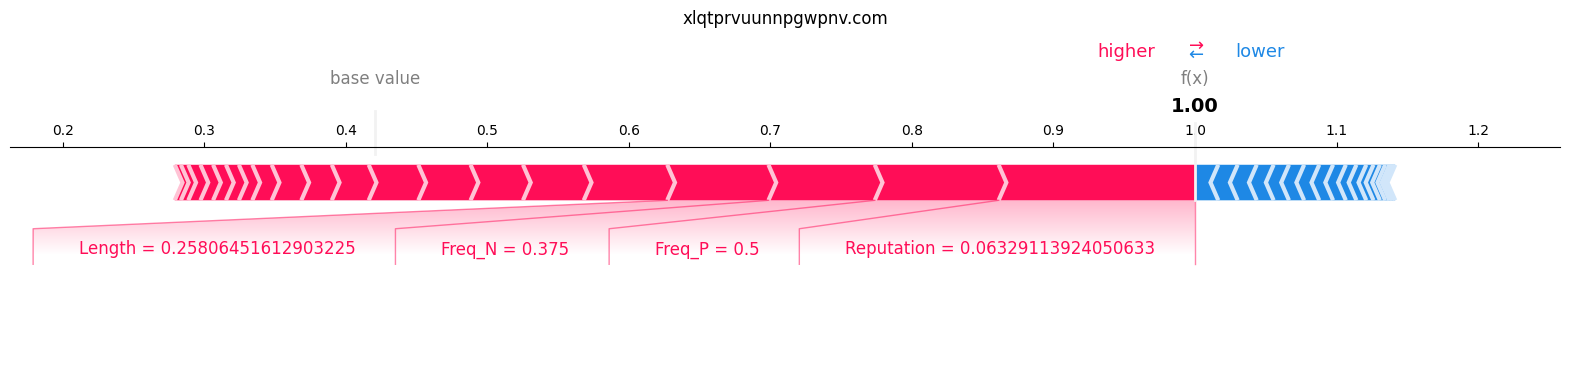 xlqtprvuunnpgwpnv.com
higher → ← lower
base value f(x)
1.00
0.2 0.3 0.4 0.5 0.6 0.7 0.8 0.9 1.0 1.1 1.2
Length = 0.25806451612903225 Freq_N = 0.375 Freq_P = 0.5 Reputation = 0.06329113924050633